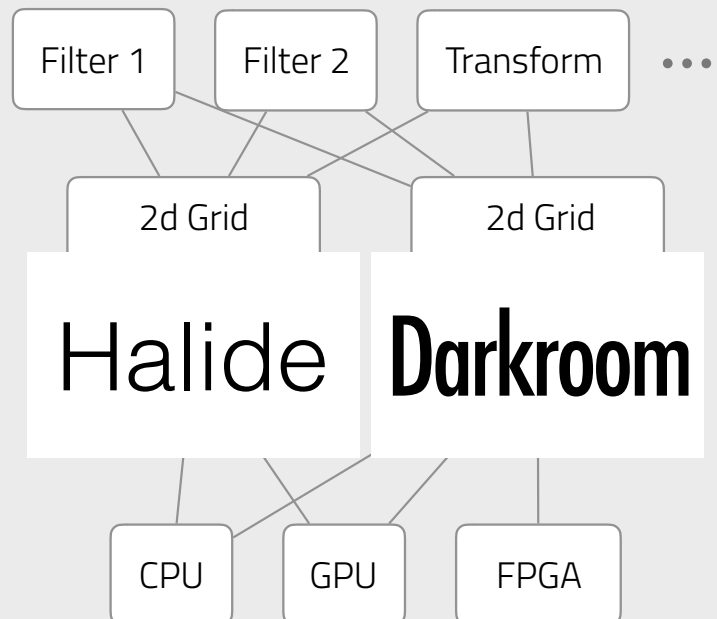 Filter 1
Filter 2
Transform
...
2d Grid
2d Grid
Halide
Darkroom
CPU
GPU
FPGA